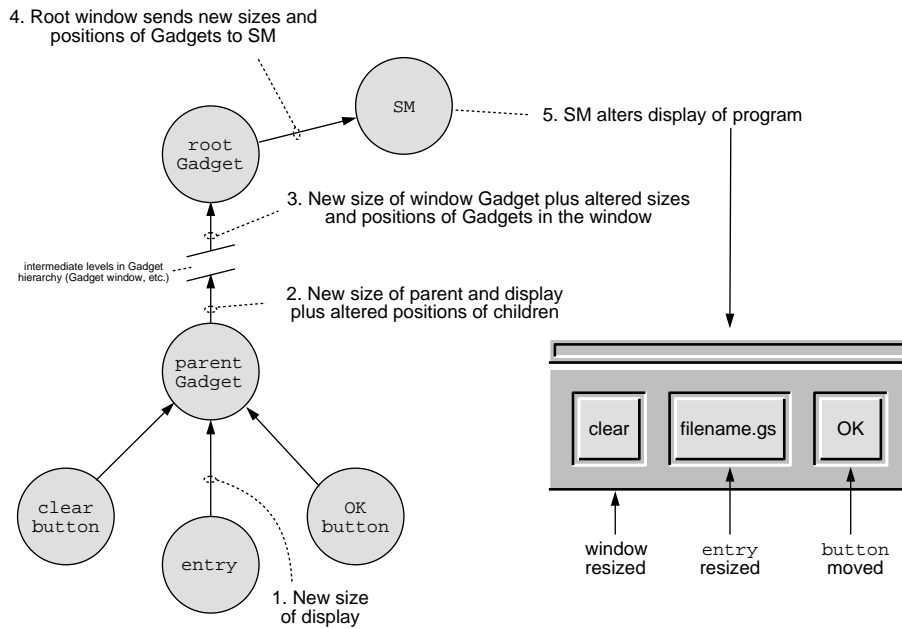 4. Root window sends new sizes and
positions of Gadgets to SM
SM
5. SM alters display of program
root
Gadget
3. New size of window Gadget plus altered sizes
and positions of Gadgets in the window
intermediate levels in Gadget
hierarchy (Gadget window, etc.)
2. New size of parent and display
plus altered positions of children
parent
Gadget
clear
button
entry
OK
button
1. New size
of display
clear
filename.gs
OK
window
resized
entry
resized
button
moved